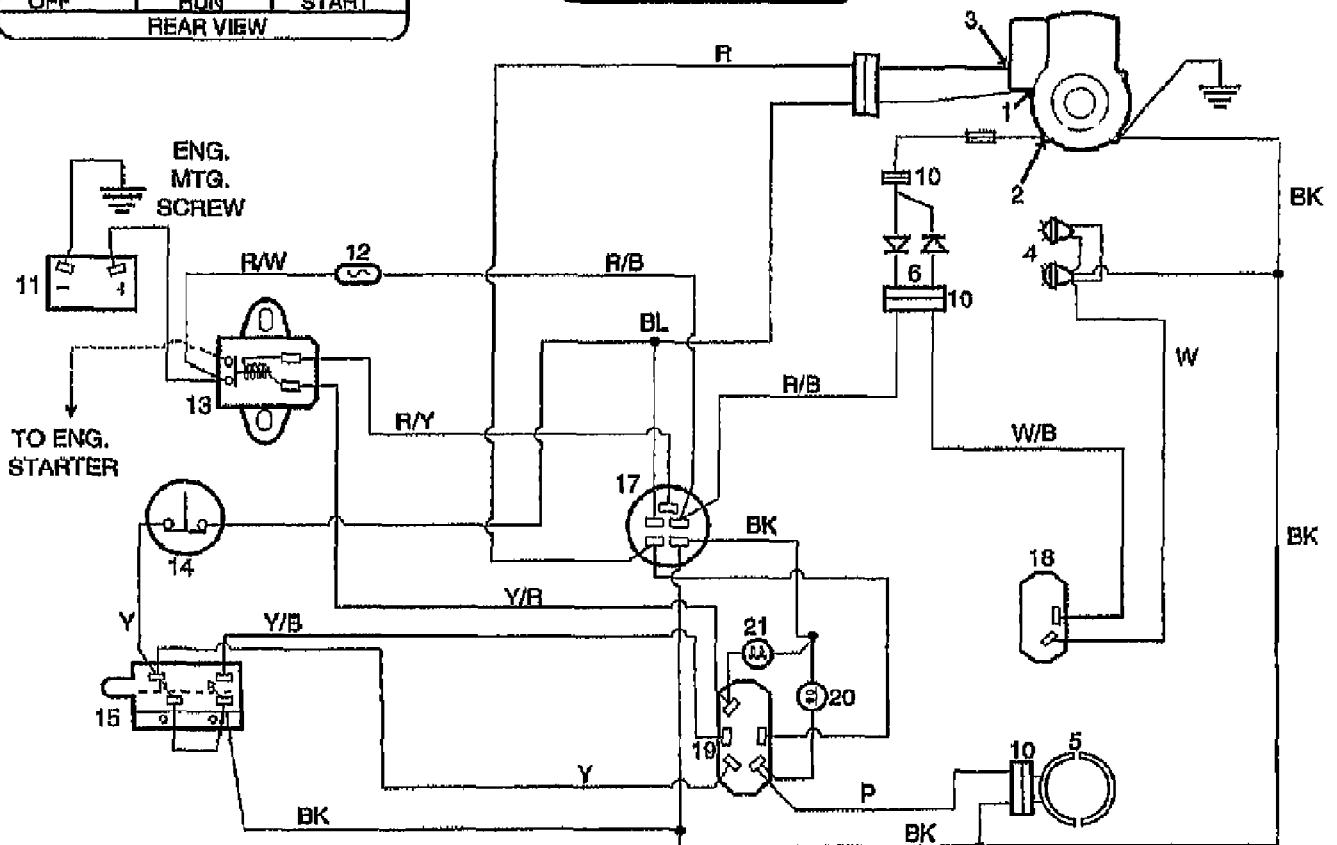 OFF RUN START
REAR VIEW
3
R
1
ENG.
MTG.
SCREW
10
2
BK
12
4
11
R/W
R/B
6
10
- +
BL
W
13
R/B
R/Y
W/B
TO ENG.
STARTER
17
BK
BK
14
18
Y/R
Y
Y/B
21
20
15
19
10
5
Y
P
BK
BK